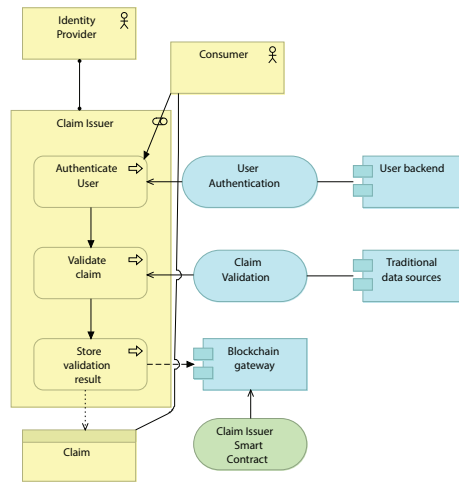 Identity
Provider
Consumer
Claim Issuer
Authenticate
User
User
Authentication
User backend
Validate
claim
Claim
Validation
Traditional
data sources
Store
validation
result
Blockchain
gateway
Claim Issuer
Smart
Contract
Claim